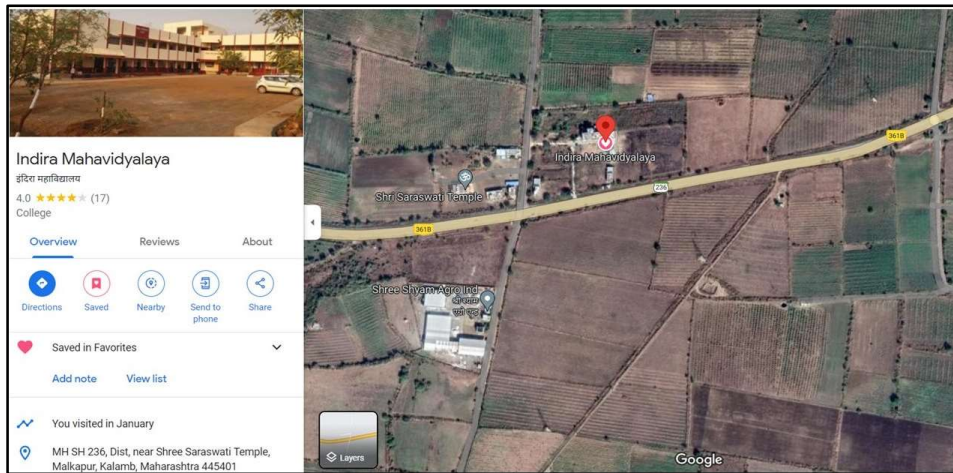 Indira Mahavidyalaya
इंदिरा महाविद्यालय
4.0 ★★★★★ (17)
College
Overview Reviews About
Directions Saved Nearby Send to phone Share
Saved in Favorites
Add note View list
You visited in January
MH SH 236, Dist, near Shree Saraswati Temple,
Malkapur, Kalamb, Maharashtra 445401
361B
Indira Mahavidyalaya
236
Shri Saraswati Temple
361B
Shree Shyam Agro Ind
श्री श्याम
एग्रो इन्ड
Layers
Google